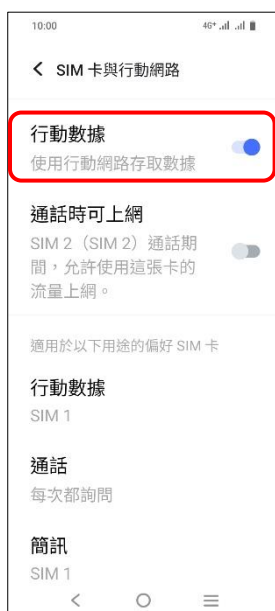 10:00 4G+
SIM 卡與行動網路
行動數據
使用行動網路存取數據
通話時可上網
SIM 2（SIM 2）通話期
間，允許使用這張卡的
流量上網。
適用於以下用途的偏好 SIM 卡
行動數據
SIM 1
通話
每次都詢問
簡訊
SIM 1